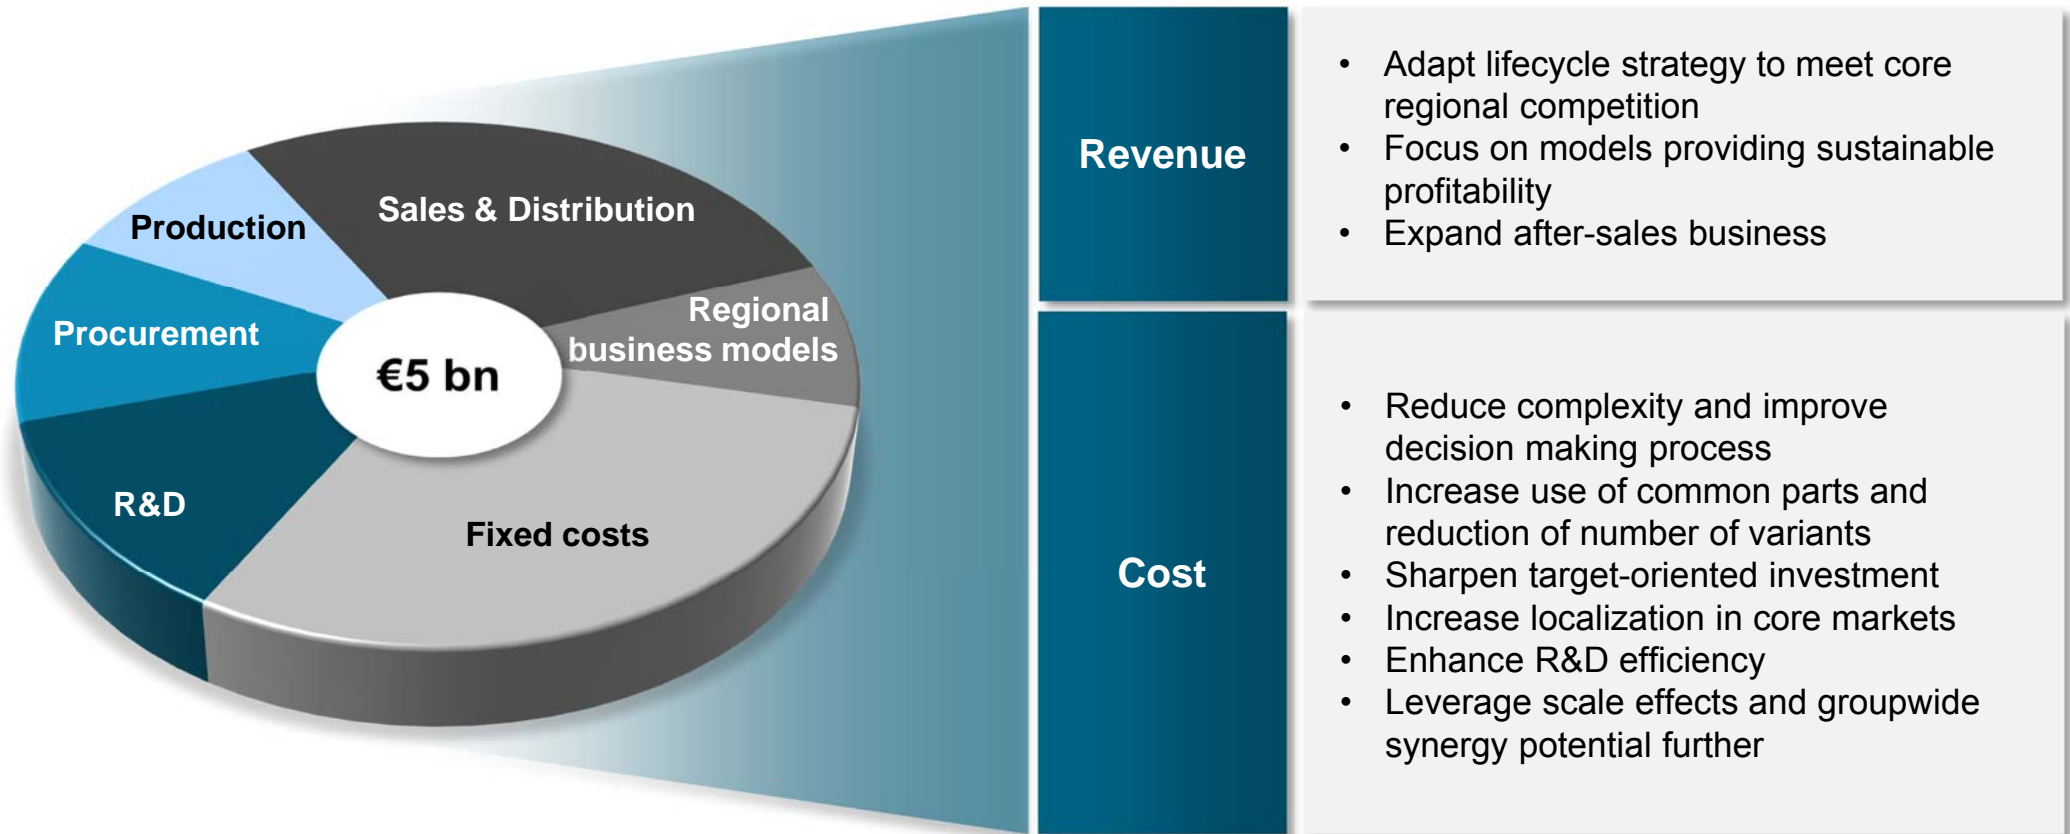 Production
Sales & Distribution
Regional
business models
Procurement
€5 bn
R&D
Fixed costs
Revenue
• Adapt lifecycle strategy to meet core
regional competition
• Focus on models providing sustainable
profitability
• Expand after-sales business
Cost
• Reduce complexity and improve
decision making process
• Increase use of common parts and
reduction of number of variants
• Sharpen target-oriented investment
• Increase localization in core markets
• Enhance R&D efficiency
• Leverage scale effects and groupwide
synergy potential further